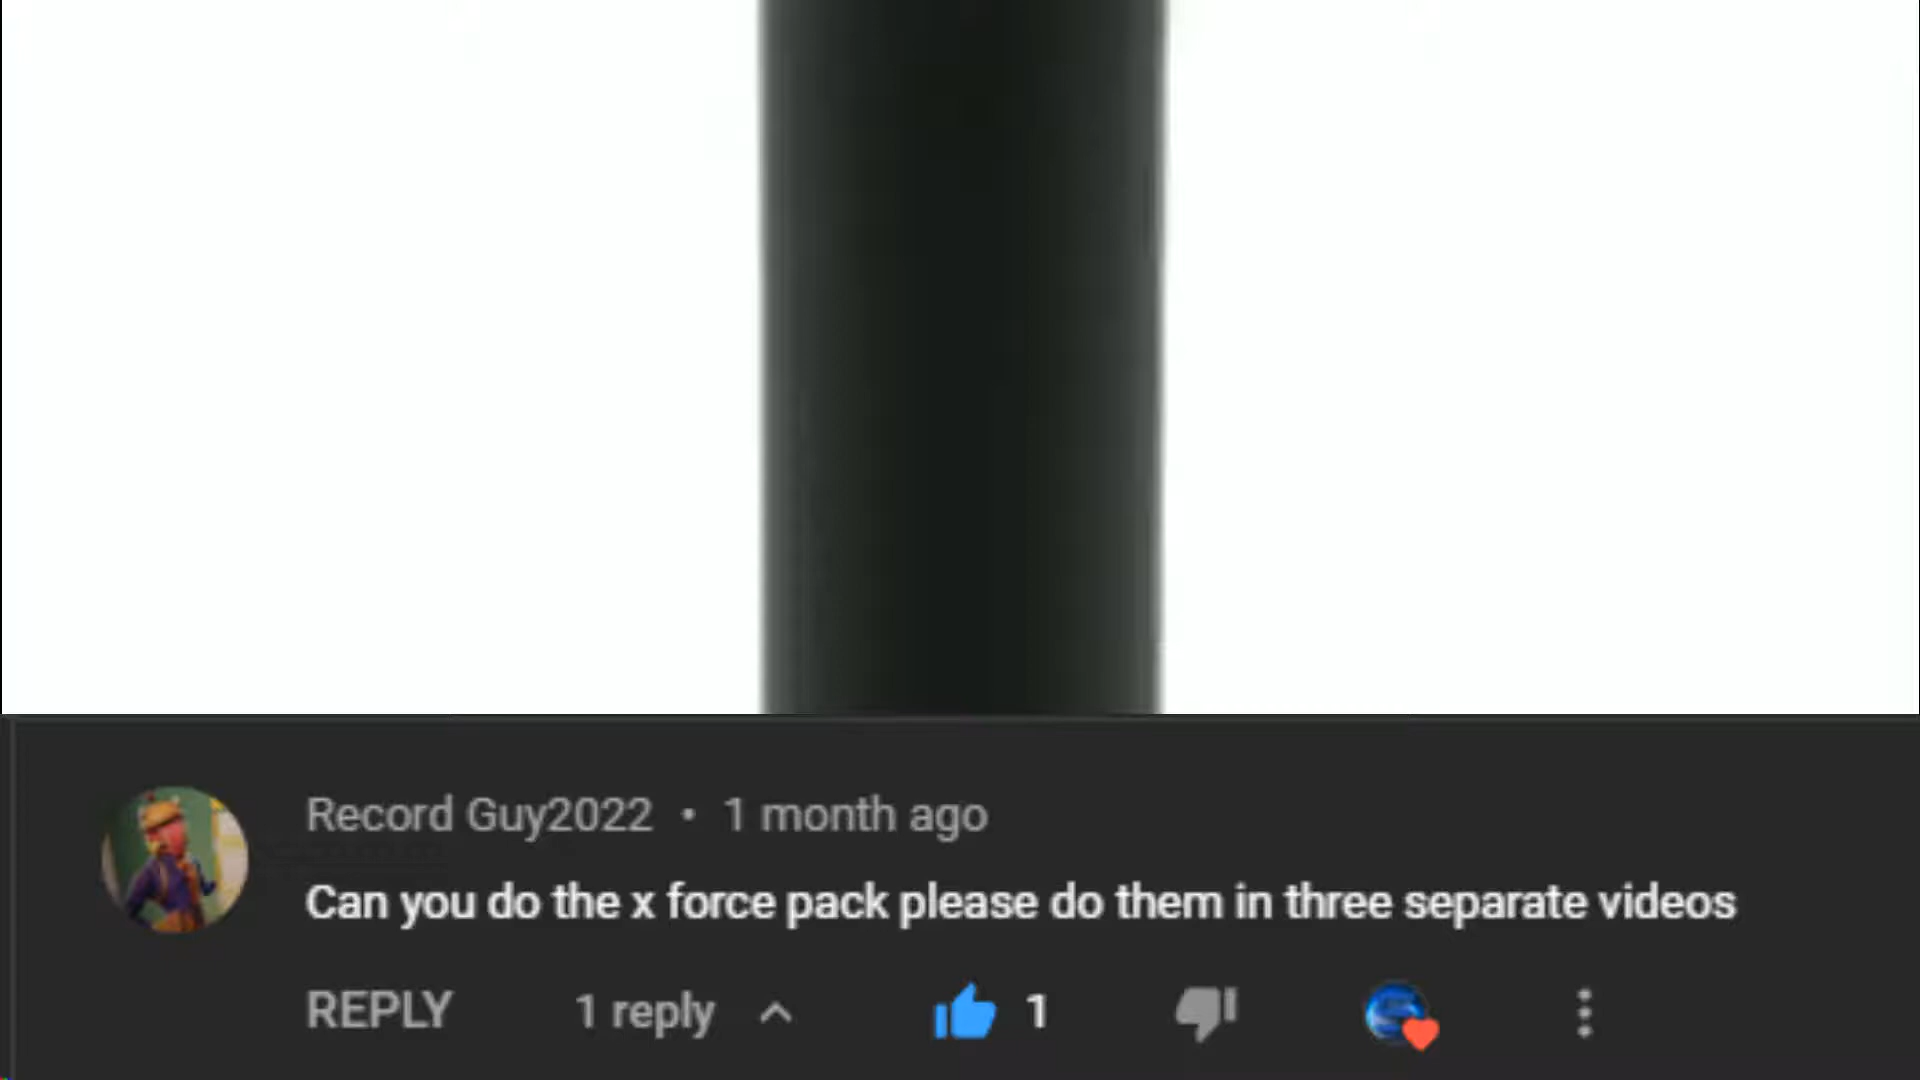 Record Guy2022 • 1 month ago
Can you do the x force pack please do them in three separate videos
REPLY 1 reply 1